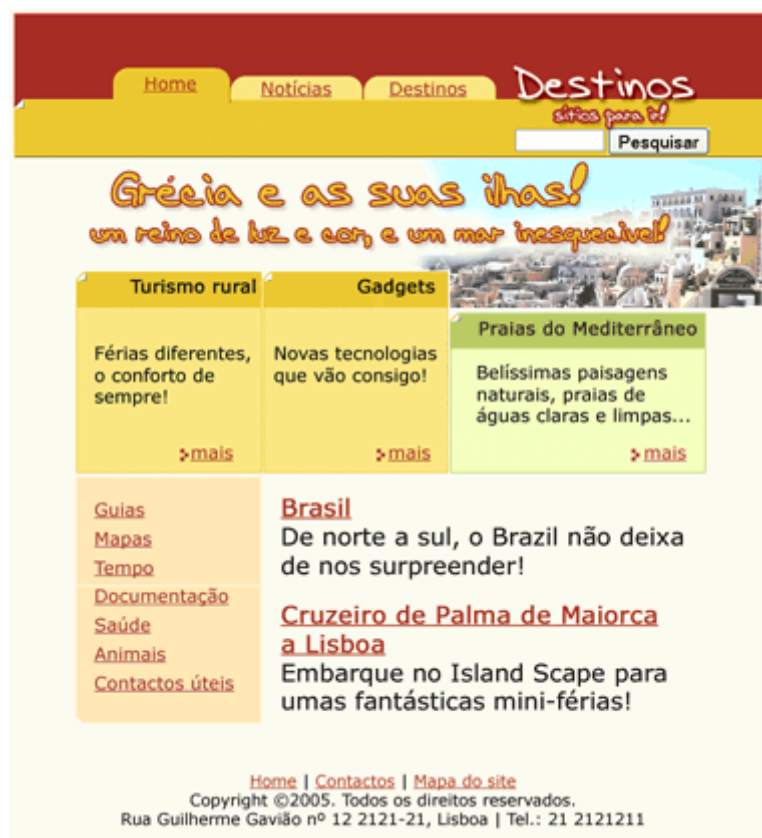 Home
Notícias
Destinos
Destinos
sítios para ir!
Pesquisar
Grécia e as suas ilhas!
um reino de luz e cor, e um mar inesquecivel!
Turismo rural
Férias diferentes,
o conforto de
sempre!
mais
Gadgets
Novas tecnologias
que vão consigo!
mais
Praias do Mediterrâneo
Belíssimas paisagens
naturais, praias de
águas claras e limpas...
mais
Guias
Mapas
Tempo
Documentação
Saúde
Animais
Contactos úteis
Brasil
De norte a sul, o Brazil não deixa
de nos surpreender!
Cruzeiro de Palma de Maiorca
a Lisboa
Embarque no Island Scape para
umas fantásticas mini-férias!
Home | Contactos | Mapa do site
Copyright ©2005. Todos os direitos reservados.
Rua Guilherme Gavião nº 12 2121-21, Lisboa | Tel.: 21 2121211